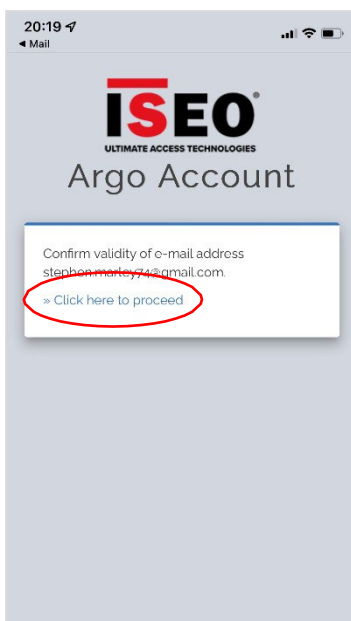 20:19
◀ Mail
ISEO®
ULTIMATE ACCESS TECHNOLOGIES
Argo Account
Confirm validity of e-mail address
stephen.marley74@gmail.com.
» Click here to proceed